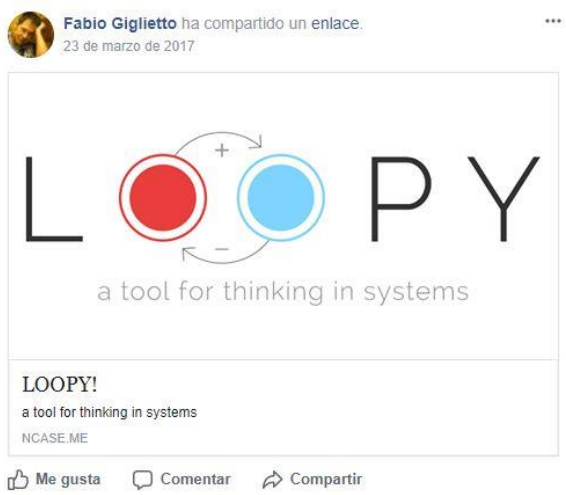 Fabio Giglietto ha compartido un enlace.
23 de marzo de 2017
LOOPY
+
−
a tool for thinking in systems
LOOPY!
a tool for thinking in systems
NCASE.ME
Me gusta Comentar Compartir